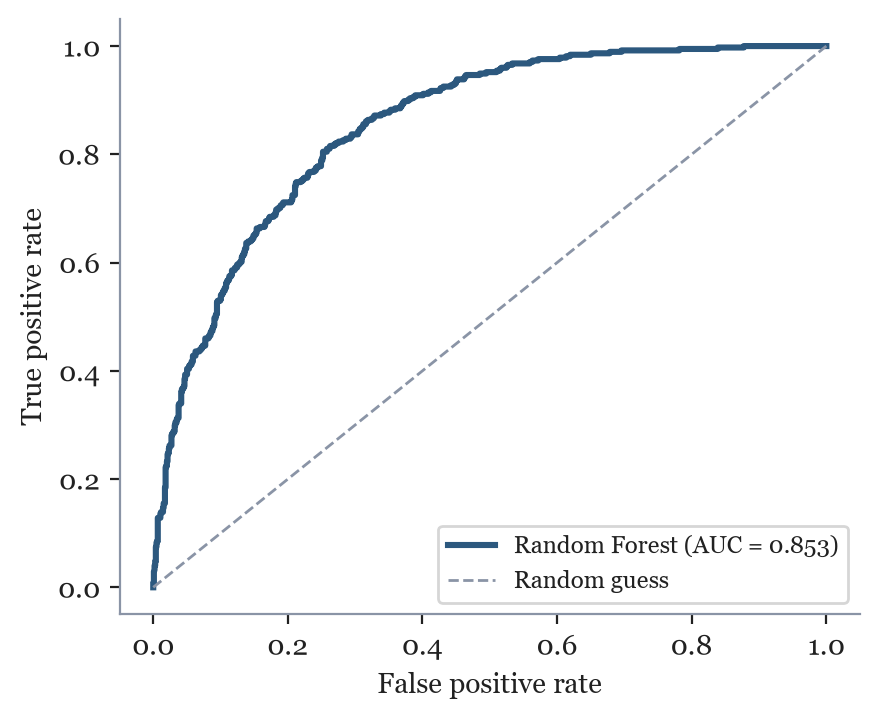 1.0
0.8
0.6
0.4
0.2
0.0
True positive rate
Random Forest (AUC = 0.853)
Random guess
0.0 0.2 0.4 0.6 0.8 1.0
False positive rate